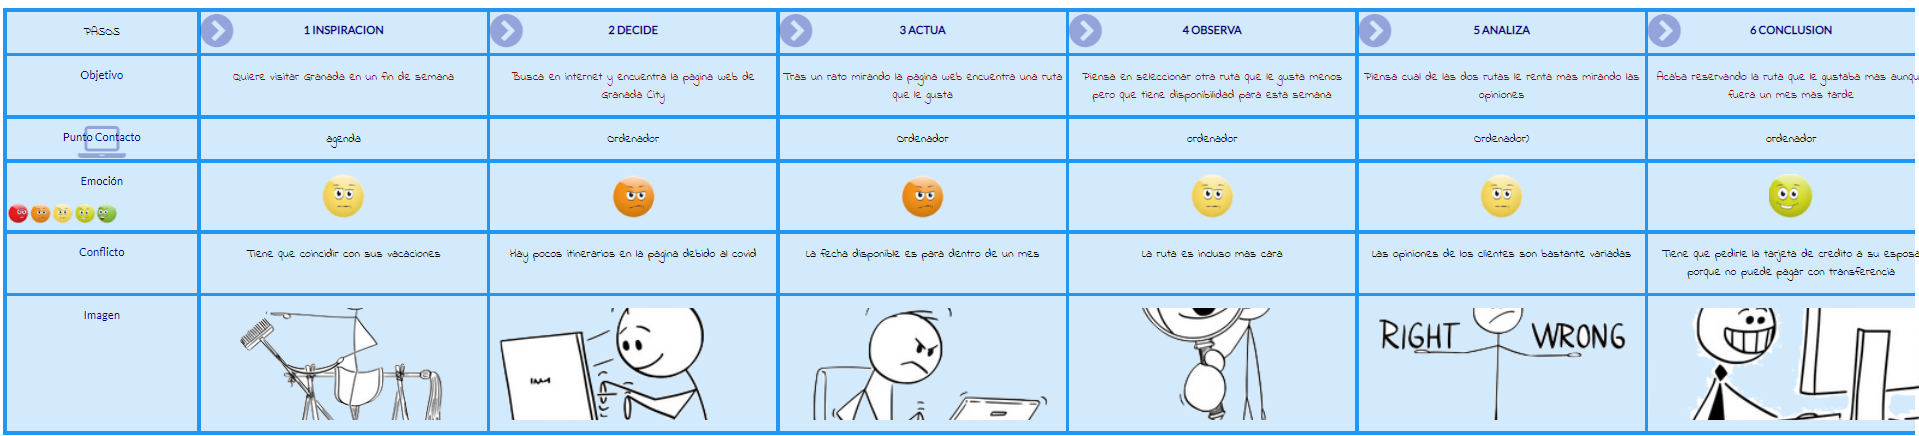 PASOS
1 INSPIRACION
2 DECIDE
3 ACTUA
4 OBSERVA
5 ANALIZA
6 CONCLUSION
Objetivo
Quiere visitar Granada en un fin de semana
Busca en internet y encuentra la pagina web de
Granada City
Tras un rato mirando la pagina web encuentra una ruta
que le gusta
Piensa en seleccionar otra ruta que le gusta menos
pero que tiene disponibilidad para esta semana
Piensa cual de las dos rutas le renta mas mirando las
opiniones
Acaba reservando la ruta que le gustaba mas aunqu
fuera un mes mas tarde
Punto Contacto
agenda
Ordenador
Ordenador
ordenador
Ordenador)
ordenador
Emoción
Conflicto
Tiene que coincidir con sus vacaciones
Hay pocos itinerarios en la pagina debido al covid
La fecha disponible es para dentro de un mes
La ruta es incluso mas cara
Las opiniones de los clientes son bastante variadas
Tiene que pedirle la tarjeta de credito a su esposa
porque no puede pagar con transferencia
Imagen
RIGHT
WRONG